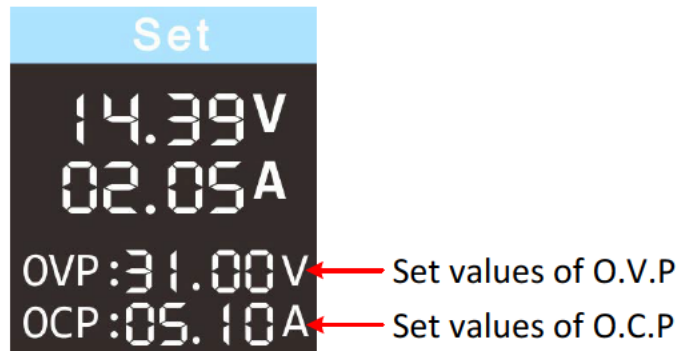 Set
14.39V
02.05A
OVP:31.00V Set values of O.V.P
OCP:05.10A Set values of O.C.P